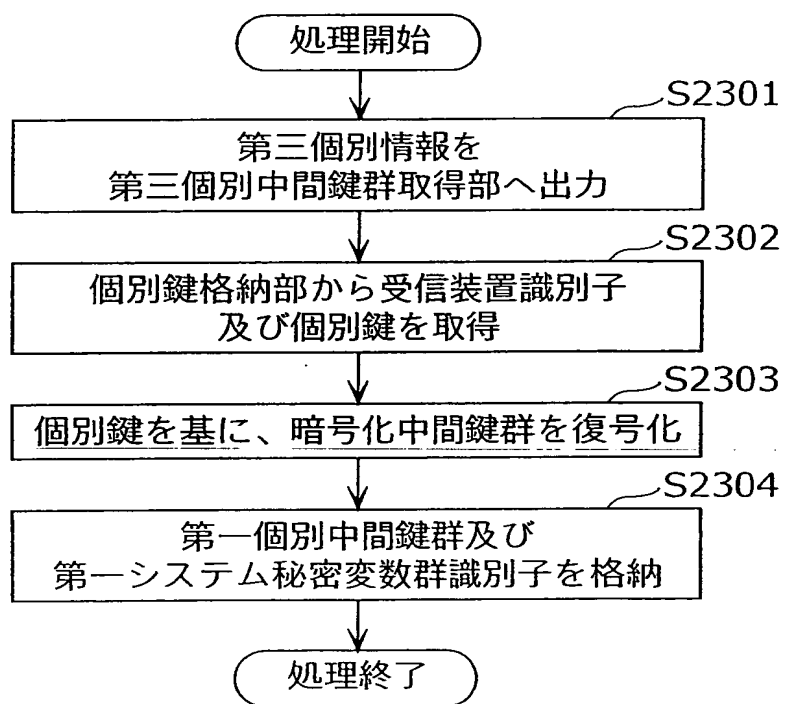 処理開始
S2301
第三個別情報を
第三個別中間鍵群取得部へ出力
S2302
個別鍵格納部から受信装置識別子
及び個別鍵を取得
S2303
個別鍵を基に、暗号化中間鍵群を復号化
S2304
第一個別中間鍵群及び
第一システム秘密変数群識別子を格納
処理終了